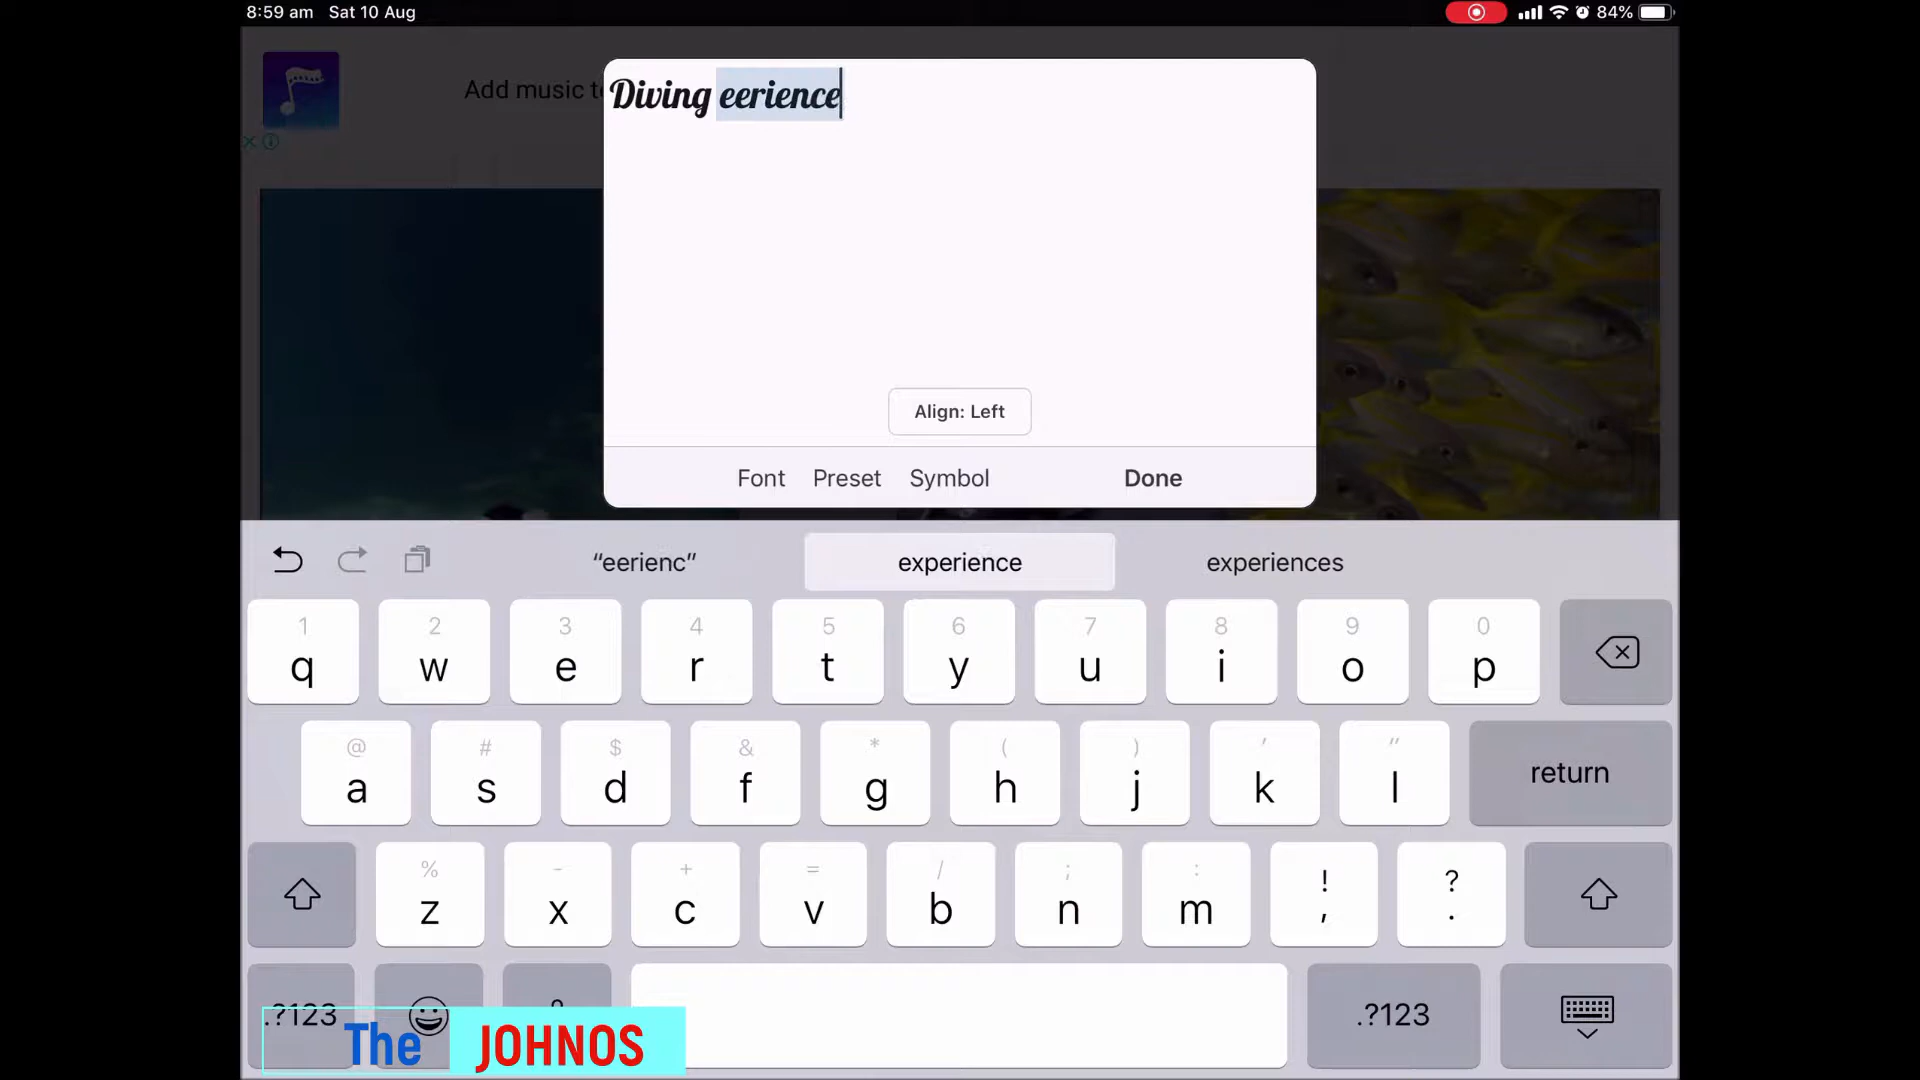 8:59 am Sat 10 Aug 84%
Add music to
Diving eerience
Align: Left
Font Preset Symbol Done
“eerienc” experience experiences
1 2 3 4 5 6 7 8 9 0
q w e r t y u i o p
@ # $ & * ( ) ' "
a s d f g h j k l return
% - + = / ; : ! ?
z x c v b n m , .
.?123 .?123
The JOHNOS